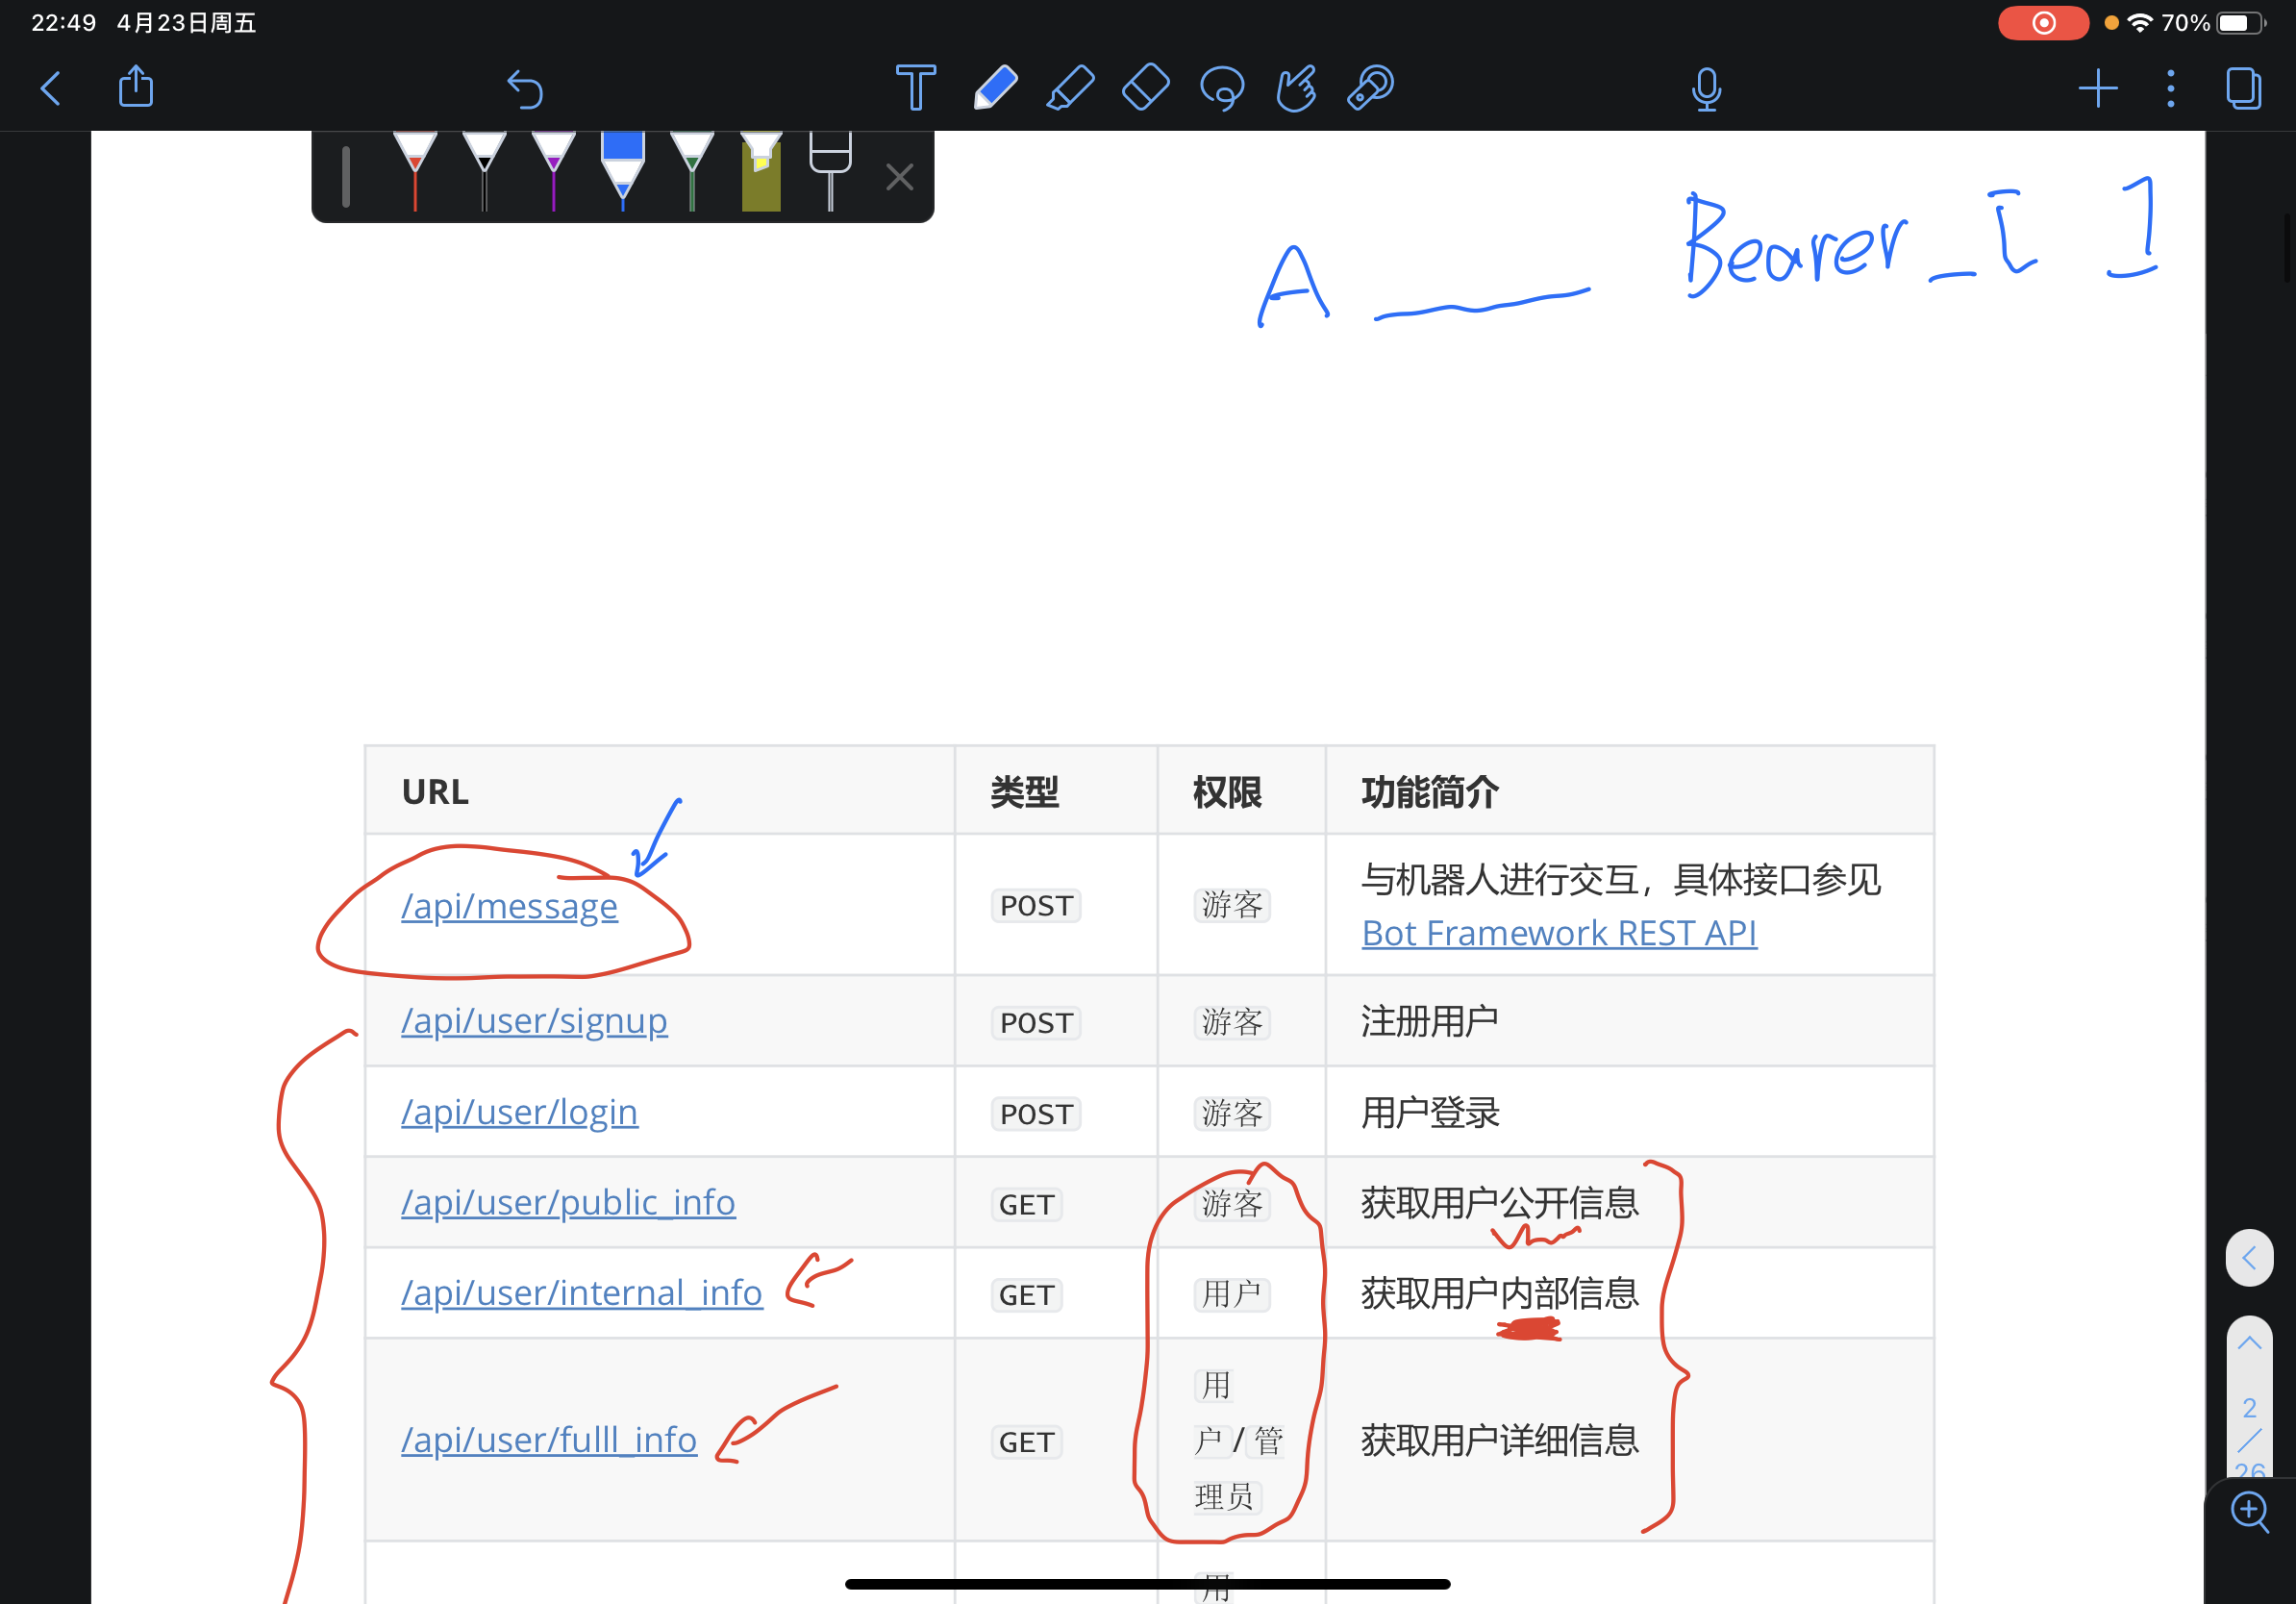 22:49 4月23日周五
70%
A Bearer_[ ]
URL 类型 权限 功能简介
/api/message POST 游客 与机器人进行交互，具体接口参见
Bot Framework REST API
/api/user/signup POST 游客 注册用户
/api/user/login POST 游客 用户登录
/api/user/public_info GET 游客 获取用户公开信息
/api/user/internal_info GET 用户 获取用户内部信息
/api/user/fulll_info GET 用
户/管
理员 获取用户详细信息
用
2
/
26